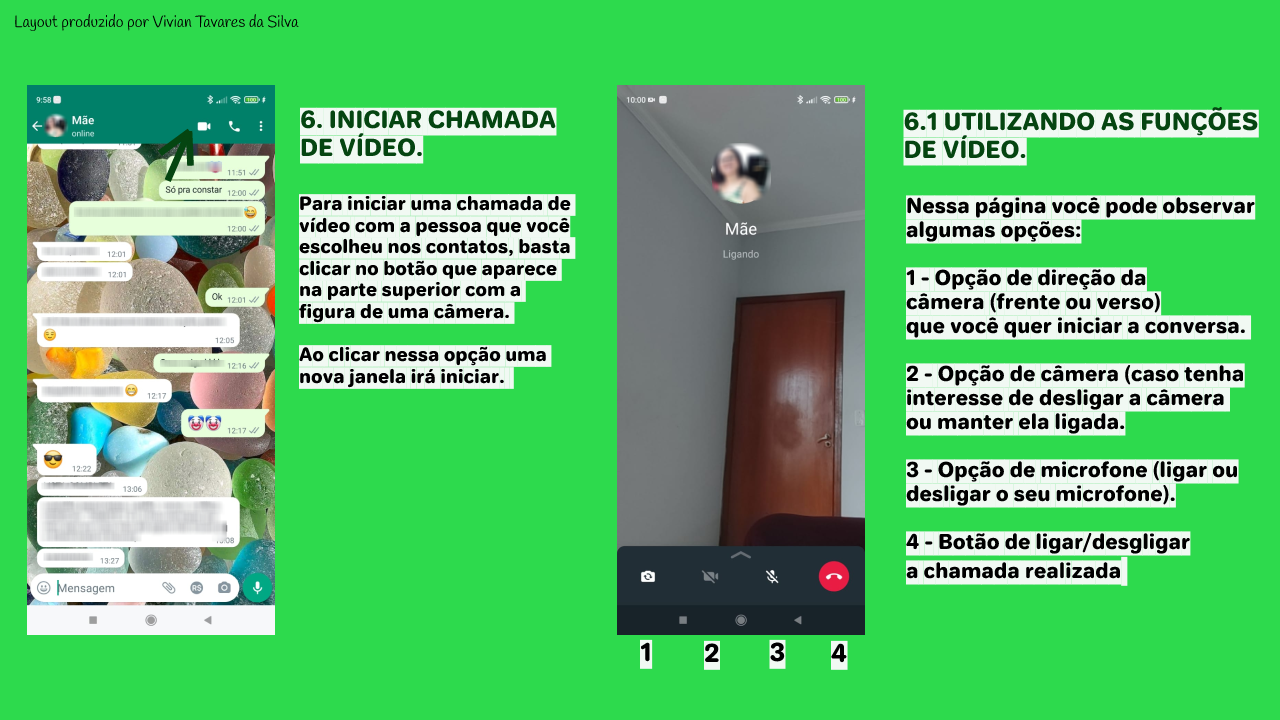 Layout produzido por Vivian Tavares da Silva
9:58
Mãe
online
11:51
Só pra constar 12:00
12:00
12:01
12:01
Ok 12:01
12:05
12:16
12:17
12:17
12:22
13:06
13:27
Mensagem
R$
6. INICIAR CHAMADA
DE VÍDEO.
Para iniciar uma chamada de
vídeo com a pessoa que você
escolheu nos contatos, basta
clicar no botão que aparece
na parte superior com a
figura de uma câmera.
Ao clicar nessa opção uma
nova janela irá iniciar.
10:00
100
Mãe
Ligando
1 2 3 4
6.1 UTILIZANDO AS FUNÇÕES
DE VÍDEO.
Nessa página você pode observar
algumas opções:
1 - Opção de direção da
câmera (frente ou verso)
que você quer iniciar a conversa.
2 - Opção de câmera (caso tenha
interesse de desligar a câmera
ou manter ela ligada.
3 - Opção de microfone (ligar ou
desligar o seu microfone).
4 - Botão de ligar/desgligar
a chamada realizada